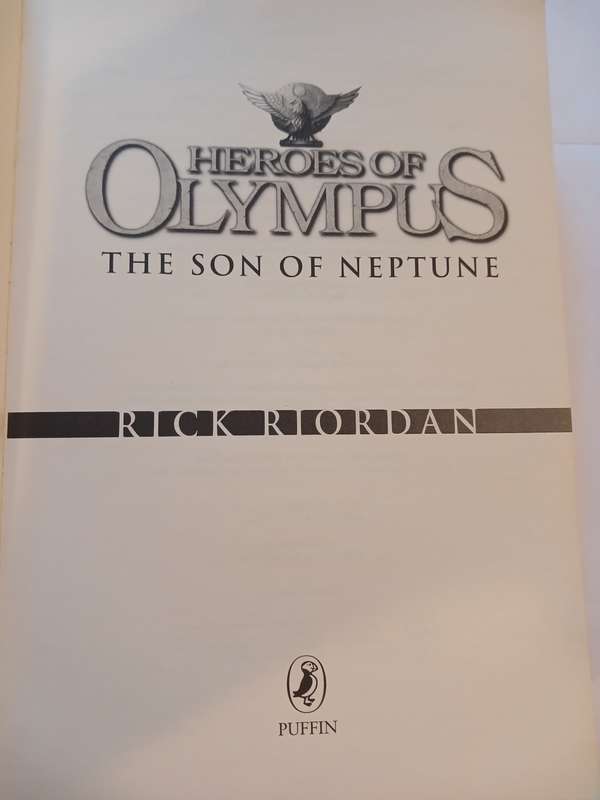 HEROES OF
OLYMPUS
THE SON OF NEPTUNE
RICK RIORDAN
PUFFIN